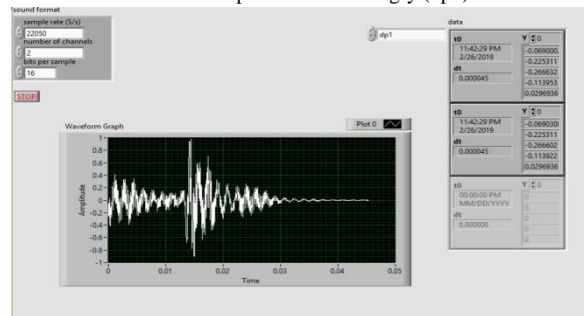 sound format
sample rate (S/s)
22050
number of channels
2
bits per sample
16
STOP
dp1
data
t0
11:42:29 PM
2/26/2019
dt
0.000045
Y 0
-0.069000
-0.225311
-0.266632
-0.113953
0.0296936
t0
11:42:29 PM
2/26/2019
dt
0.000045
Y 0
-0.069030
-0.225311
-0.266602
-0.113922
0.0296936
t0
00:00:00 PM
MM/DD/YYYY
dt
0.000000
Y 0
0
0
0
0
0
Waveform Graph
Plot 0
Amplitude
1
0.8
0.6
0.4
0.2
0
-0.2
-0.4
-0.6
-0.8
-1
0
0.01
0.02
0.03
0.04
0.05
Time